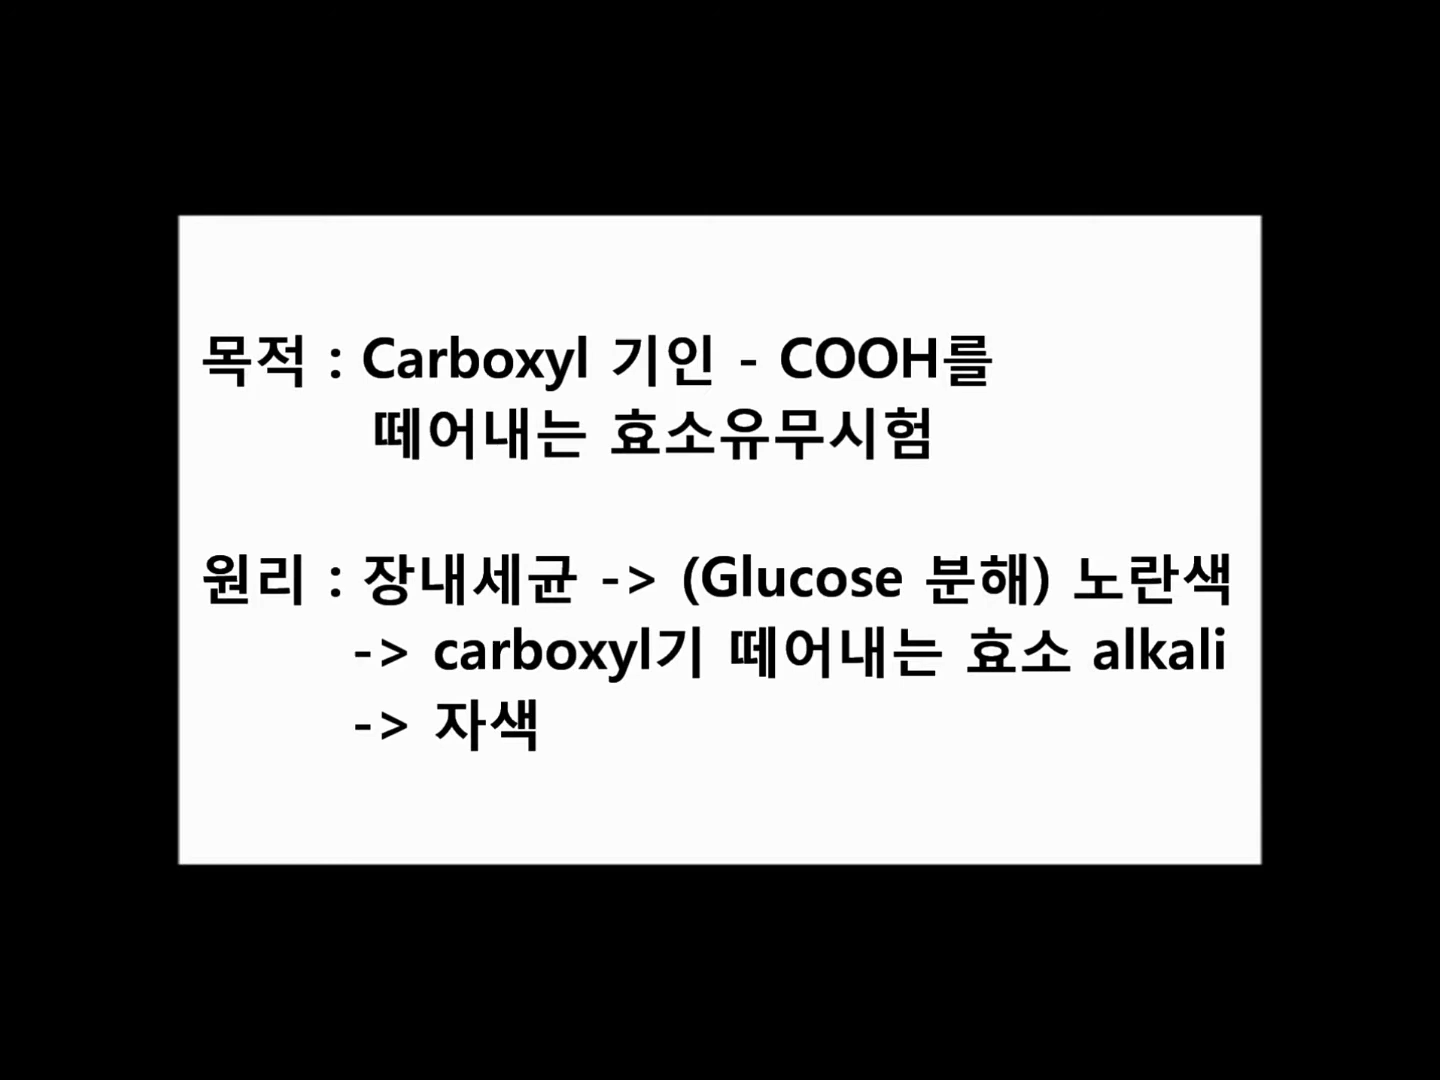 목적 : Carboxyl 기인 - COOH를
떼어내는 효소유무시험
원리 : 장내세균 -> (Glucose 분해) 노란색
-> carboxyl기 떼어내는 효소 alkali
-> 자색